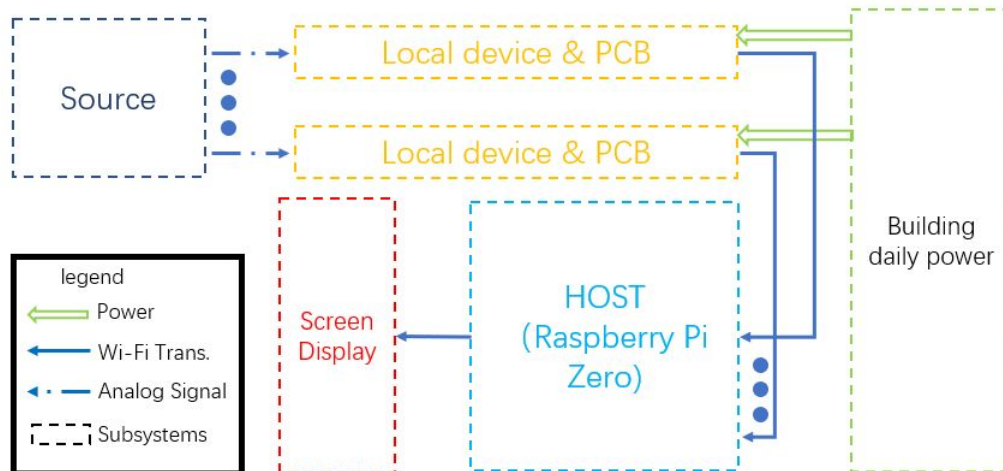 Source
Local device & PCB
Local device & PCB
Building
daily power
HOST
(Raspberry Pi
Zero)
Screen
Display
legend
Power
Wi-Fi Trans.
Analog Signal
Subsystems